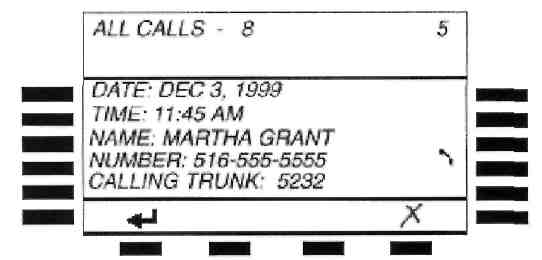 ALL CALLS - 8 5
DATE: DEC 3, 1999
TIME: 11:45 AM
NAME: MARTHA GRANT
NUMBER: 516-555-5555
CALLING TRUNK: 5232
X